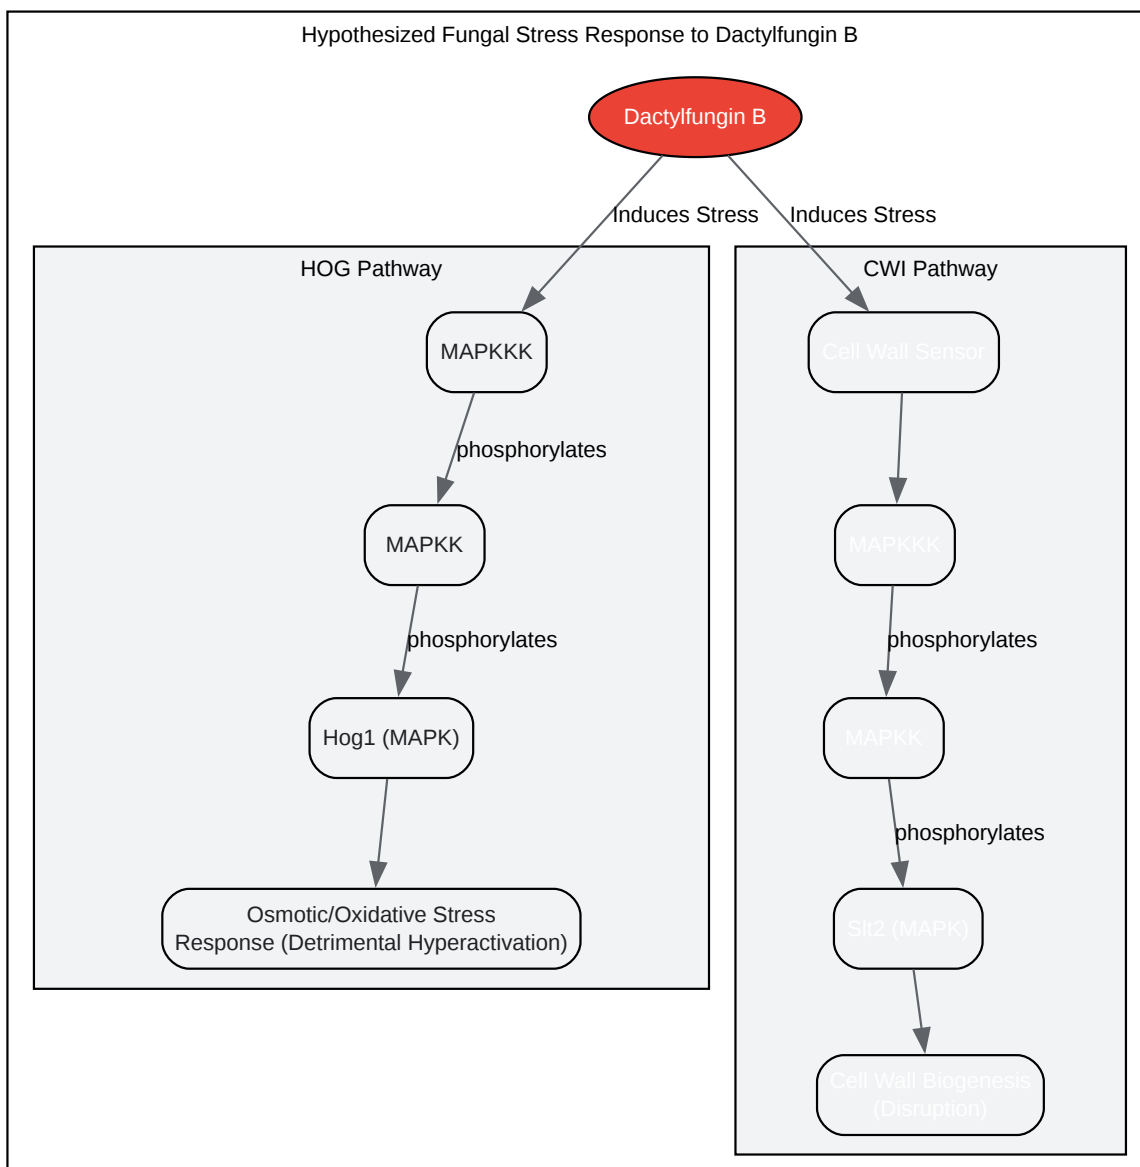 Hypothesized Fungal Stress Response to Dactylfungin B
Dactylfungin B
Induces Stress
Induces Stress
HOG Pathway
MAPKKK
phosphorylates
MAPKK
phosphorylates
Hog1 (MAPK)
Osmotic/Oxidative Stress
Response (Detrimental Hyperactivation)
CWI Pathway
Cell Wall Sensor
MAPKKK
phosphorylates
MAPKK
phosphorylates
Slt2 (MAPK)
Cell Wall Biogenesis
(Disruption)